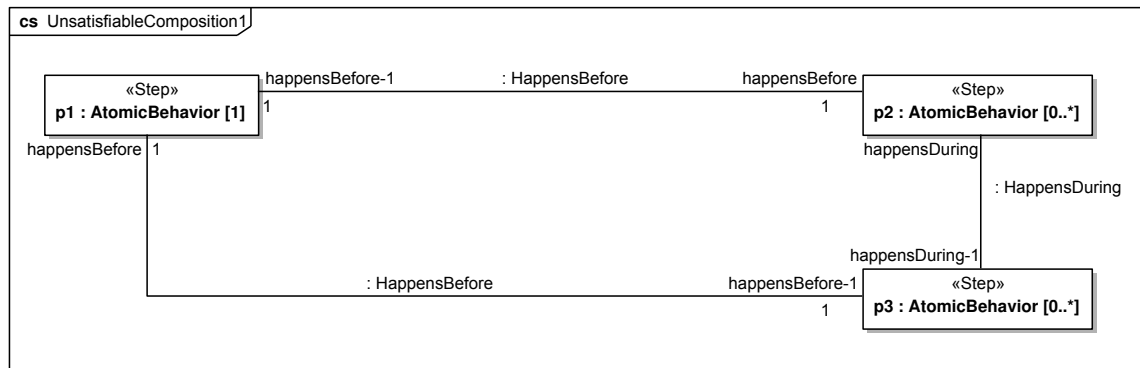 cs UnsatisfiableComposition1
happensBefore-1 : HappensBefore happensBefore
«Step»
p1 : AtomicBehavior [1]
1
1
«Step»
p2 : AtomicBehavior [0..*]
happensBefore 1
happensDuring
: HappensDuring
happensDuring-1
: HappensBefore happensBefore-1
1
«Step»
p3 : AtomicBehavior [0..*]